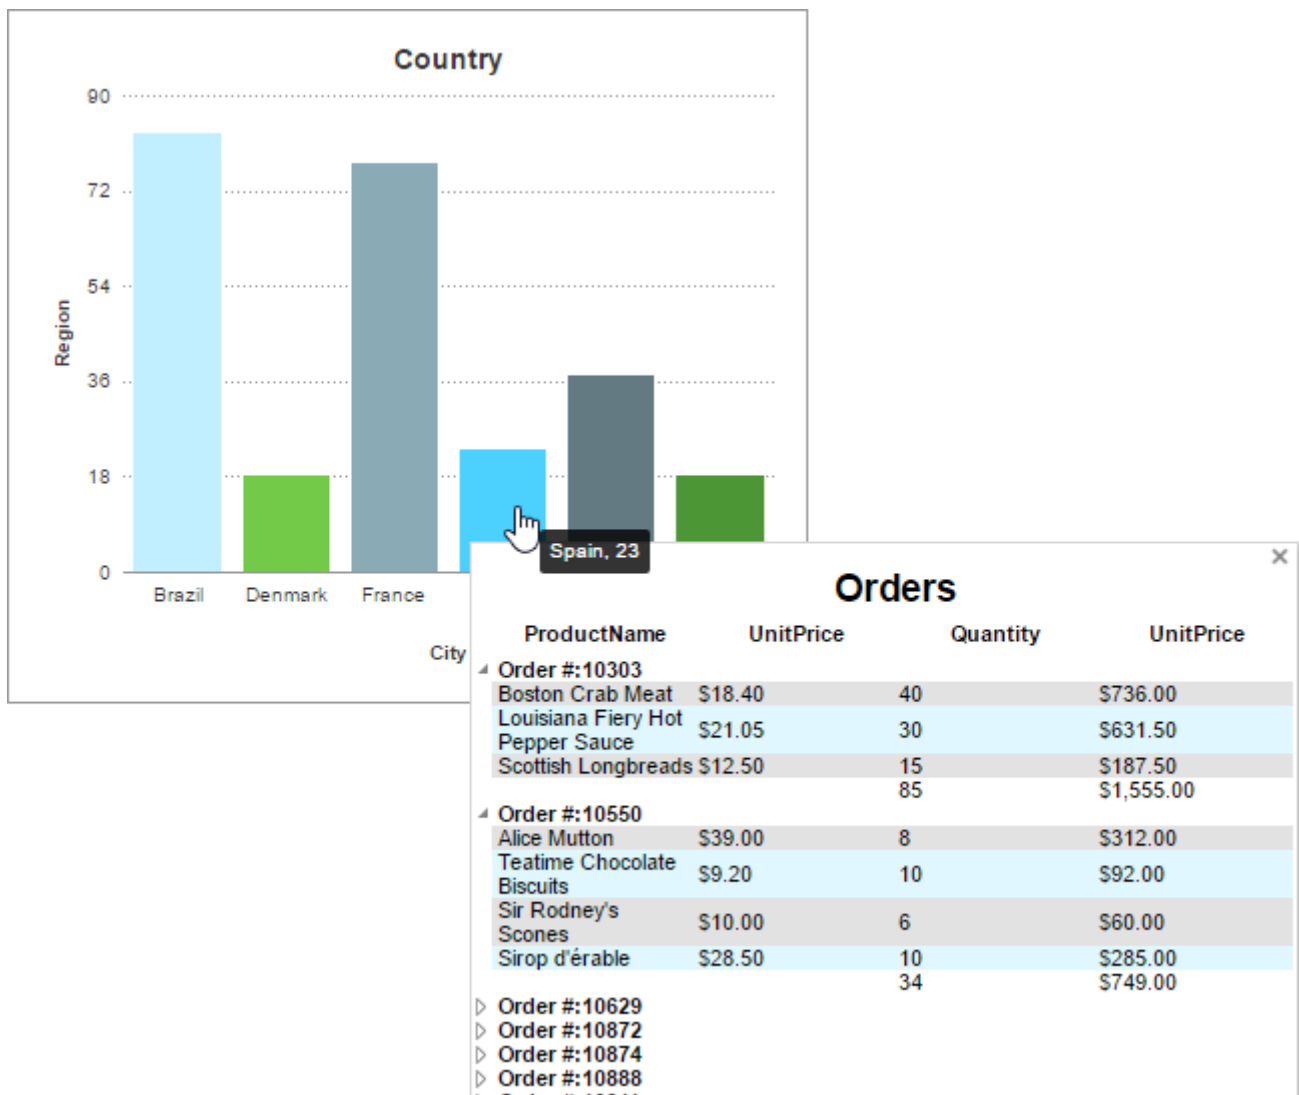 Country
90
72
54
36
18
0
Region
Brazil Denmark France
City
Spain, 23
Orders
ProductName UnitPrice Quantity UnitPrice
Order #:10303
Boston Crab Meat $18.40 40 $736.00
Louisiana Fiery Hot
Pepper Sauce $21.05 30 $631.50
Scottish Longbreads $12.50 15 $187.50
85 $1,555.00
Order #:10550
Alice Mutton $39.00 8 $312.00
Teatime Chocolate
Biscuits $9.20 10 $92.00
Sir Rodney's
Scones $10.00 6 $60.00
Sirop d'érable $28.50 10 $285.00
34 $749.00
Order #:10629
Order #:10872
Order #:10874
Order #:10888